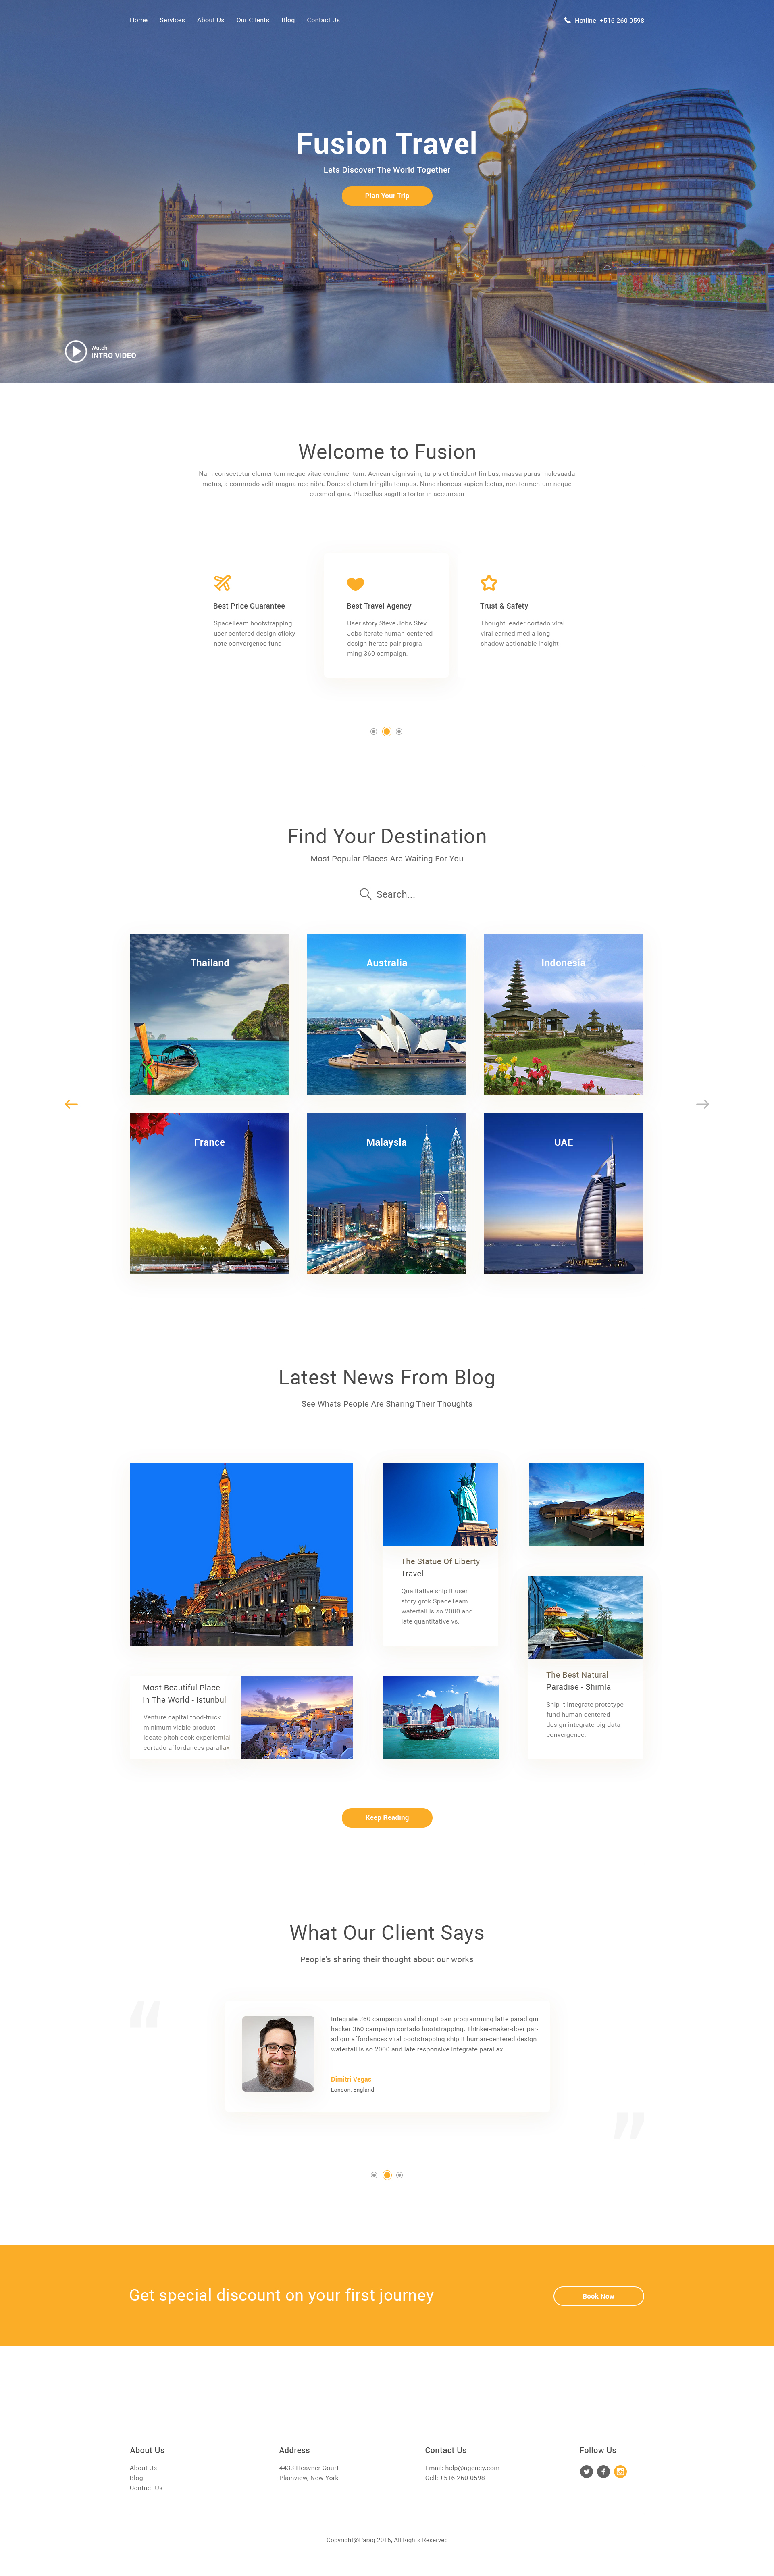 Home Services About Us Our Clients Blog Contact Us
Hotline: +516 260 0598
Fusion Travel
Lets Discover The World Together
Plan Your Trip
Watch
INTRO VIDEO
Welcome to Fusion
Nam consectetur elementum neque vitae condimentum. Aenean dignissim, turpis et tincidunt finibus, massa purus malesuada
metus, a commodo velit magna nec nibh. Donec dictum fringilla tempus. Nunc rhoncus sapien lectus, non fermentum neque
euismod quis. Phasellus sagittis tortor in accumsan
Best Price Guarantee
SpaceTeam bootstrapping
user centered design sticky
note convergence fund
Best Travel Agency
User story Steve Jobs Stev
Jobs iterate human-centered
design iterate pair progra
ming 360 campaign.
Trust & Safety
Thought leader cortado viral
viral earned media long
shadow actionable insight
Find Your Destination
Most Popular Places Are Waiting For You
Search...
Thailand
Australia
Indonesia
France
Malaysia
UAE
Latest News From Blog
See Whats People Are Sharing Their Thoughts
The Statue Of Liberty
Travel
Qualitative ship it user
story grok SpaceTeam
waterfall is so 2000 and
late quantitative vs.
The Best Natural
Paradise - Shimla
Ship it integrate prototype
fund human-centered
design integrate big data
convergence.
Most Beautiful Place
In The World - Istunbul
Venture capital food-truck
minimum viable product
ideate pitch deck experiential
cortado affordances parallax
Keep Reading
What Our Client Says
People's sharing their thought about our works
“
Integrate 360 campaign viral disrupt pair programming latte paradigm
hacker 360 campaign cortado bootstrapping. Thinker-maker-doer par-
adigm affordances viral bootstrapping ship it human-centered design
waterfall is so 2000 and late responsive integrate parallax.
Dimitri Vegas
London, England
”
Get special discount on your first journey
Book Now
About Us
About Us
Blog
Contact Us
Address
4433 Heavner Court
Plainview, New York
Contact Us
Email: help@agency.com
Cell: +516-260-0598
Follow Us
Copyright@Parag 2016, All Rights Reserved